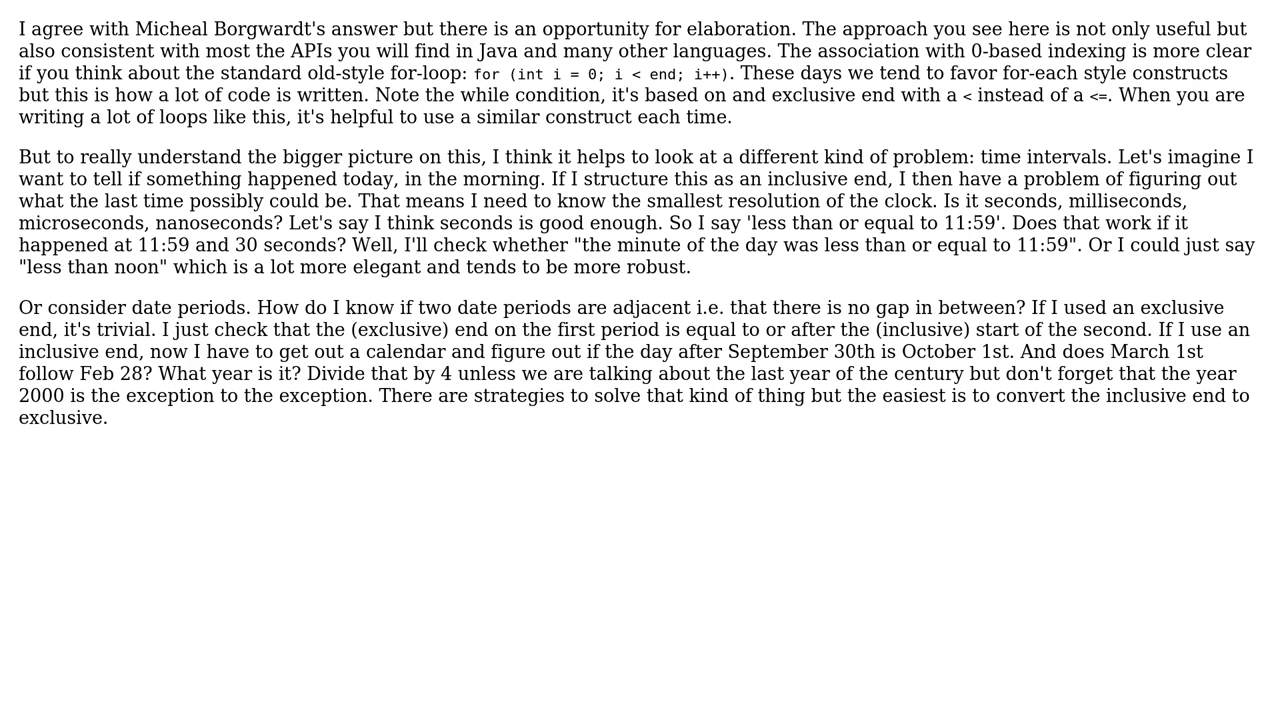 I agree with Micheal Borgwardt's answer but there is an opportunity for elaboration. The approach you see here is not only useful but
also consistent with most the APIs you will find in Java and many other languages. The association with 0-based indexing is more clear
if you think about the standard old-style for-loop: for (int i = 0; i < end; i++). These days we tend to favor for-each style constructs
but this is how a lot of code is written. Note the while condition, it's based on and exclusive end with a < instead of a <=. When you are
writing a lot of loops like this, it's helpful to use a similar construct each time.
But to really understand the bigger picture on this, I think it helps to look at a different kind of problem: time intervals. Let's imagine I
want to tell if something happened today, in the morning. If I structure this as an inclusive end, I then have a problem of figuring out
what the last time possibly could be. That means I need to know the smallest resolution of the clock. Is it seconds, milliseconds,
microseconds, nanoseconds? Let's say I think seconds is good enough. So I say 'less than or equal to 11:59'. Does that work if it
happened at 11:59 and 30 seconds? Well, I'll check whether "the minute of the day was less than or equal to 11:59". Or I could just say
"less than noon" which is a lot more elegant and tends to be more robust.
Or consider date periods. How do I know if two date periods are adjacent i.e. that there is no gap in between? If I used an exclusive
end, it's trivial. I just check that the (exclusive) end on the first period is equal to or after the (inclusive) start of the second. If I use an
inclusive end, now I have to get out a calendar and figure out if the day after September 30th is October 1st. And does March 1st
follow Feb 28? What year is it? Divide that by 4 unless we are talking about the last year of the century but don't forget that the year
2000 is the exception to the exception. There are strategies to solve that kind of thing but the easiest is to convert the inclusive end to
exclusive.